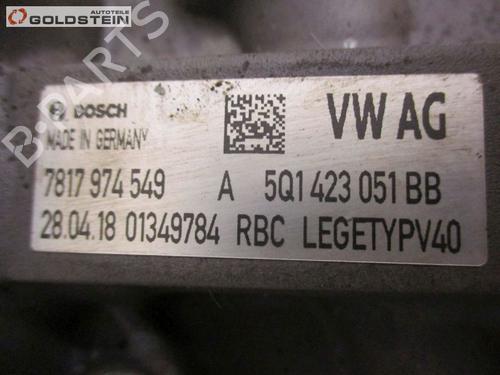 AUTOTEILE
GOLDSTEIN
B-PARTS
BOSCH
MADE IN GERMANY
VW AG
7817 974 549 A 5Q1 423 051 BB
28.04.18 01349784 RBC LEGETYPV40